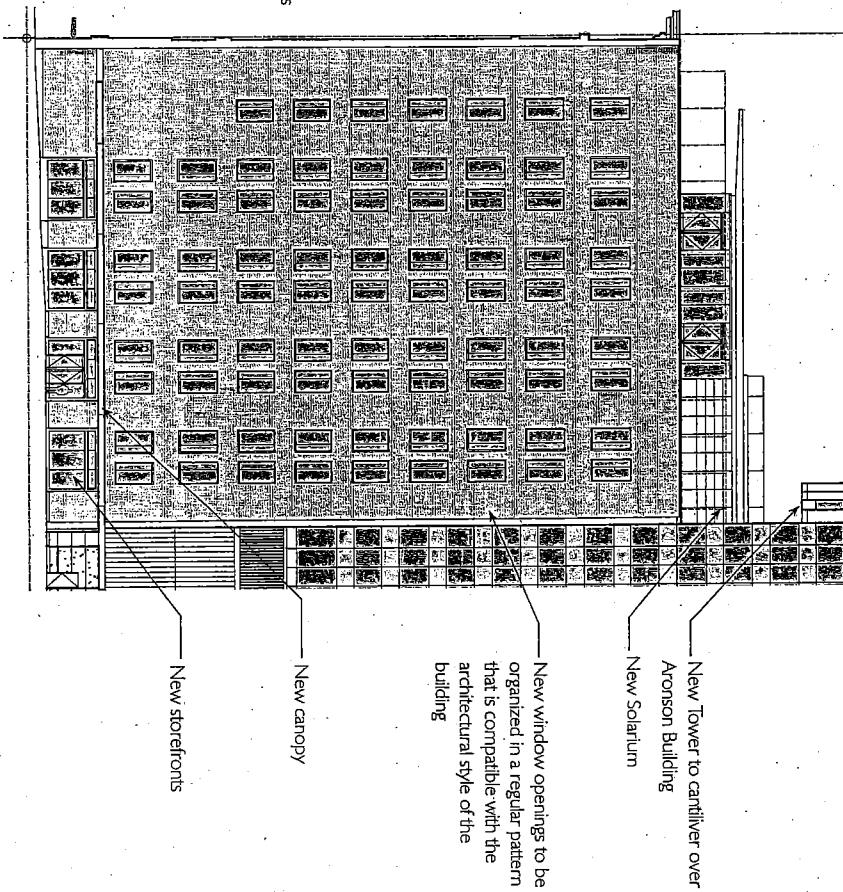 New Tower to cantiliver over
Aronson Building
New Solarium
New window openings to be
organized in a regular pattern
that is compatible with the
architectural style of the
building
New canopy
New storefronts
s